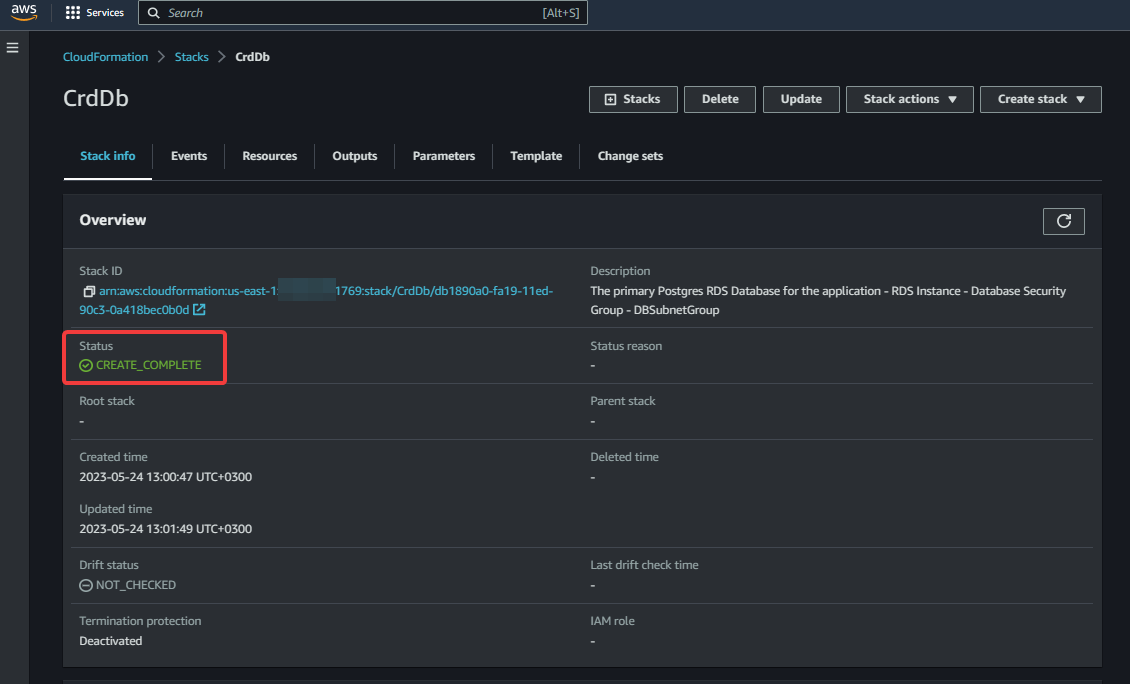 aws
Services
Search
[Alt+S]
CloudFormation
Stacks
CrdDb
CrdDb
Stacks
Delete
Update
Stack actions
Create stack
Stack info
Events
Resources
Outputs
Parameters
Template
Change sets
Overview
Stack ID
arn:aws:cloudformation:us-east-1: 1769:stack/CrdDb/db1890a0-fa19-11ed-
90c3-0a418bec0b0d
Description
The primary Postgres RDS Database for the application - RDS Instance - Database Security
Group - DBSubnetGroup
Status
CREATE_COMPLETE
Status reason
-
Root stack
-
Parent stack
-
Created time
2023-05-24 13:00:47 UTC+0300
Deleted time
-
Updated time
2023-05-24 13:01:49 UTC+0300
Drift status
NOT_CHECKED
Last drift check time
-
Termination protection
Deactivated
IAM role
-